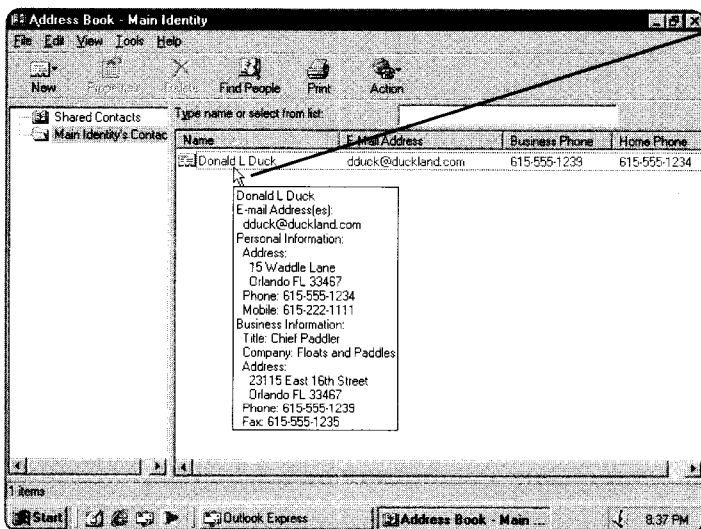 Address Book - Main Identity
File Edit View Tools Help
New Properties Delete Find People Print Action
Shared Contacts
Main Identity's Contac
Type name or select from list:
Name E-Mail Address Business Phone Home Phone
Donald L Duck dduck@duckland.com 615-555-1239 615-555-1234
Donald L Duck
E-mail Address(es):
dduck@duckland.com
Personal Information:
Address:
15 Waddle Lane
Orlando FL 33467
Phone: 615-555-1234
Mobile: 615-222-1111
Business Information:
Title: Chief Paddler
Company: Floats and Paddles
Address:
23115 East 16th Street
Orlando FL 33467
Phone: 615-555-1239
Fax: 615-555-1235
1 items
Start Outlook Express Address Book - Main ... 8:37 PM